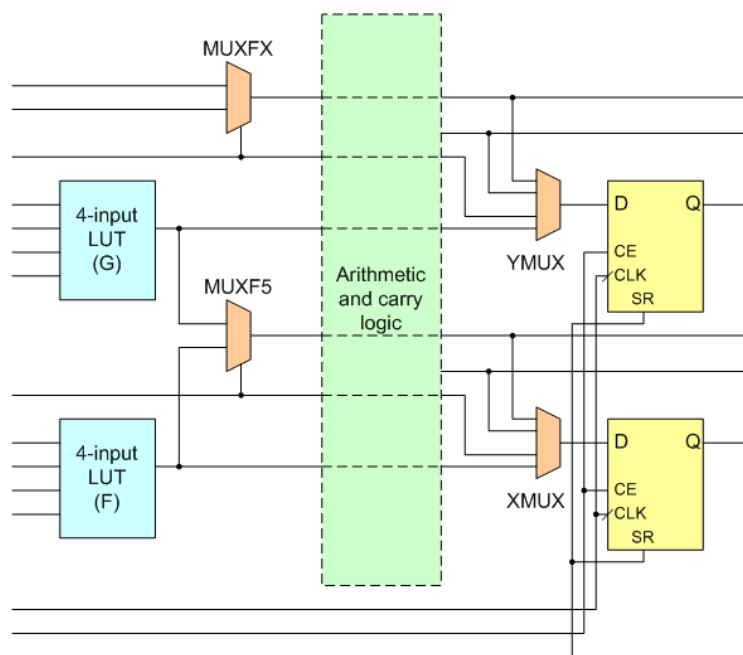 MUXFX
4-input
LUT
(G)
D
Q
CE
CLK
SR
YMUX
MUXF5
Arithmetic
and carry
logic
4-input
LUT
(F)
D
Q
CE
CLK
SR
XMUX